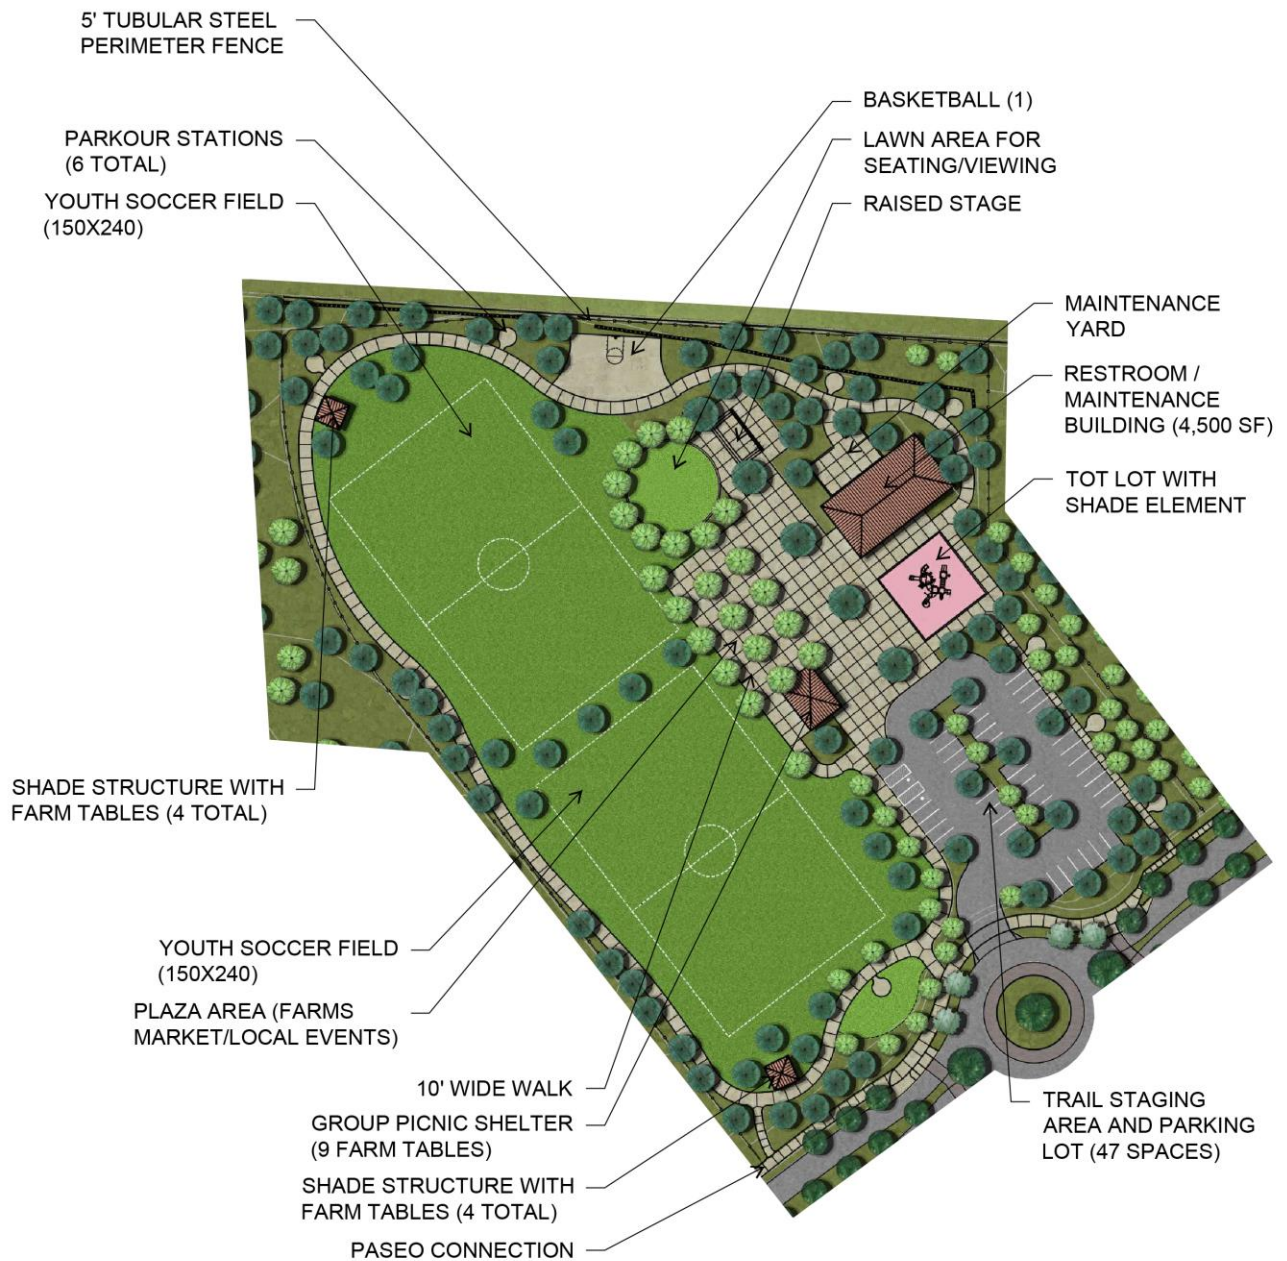 5' TUBULAR STEEL
PERIMETER FENCE
PARKOUR STATIONS
(6 TOTAL)
YOUTH SOCCER FIELD
(150X240)
BASKETBALL (1)
LAWN AREA FOR
SEATING/VIEWING
RAISED STAGE
MAINTENANCE
YARD
RESTROOM /
MAINTENANCE
BUILDING (4,500 SF)
TOT LOT WITH
SHADE ELEMENT
SHADE STRUCTURE WITH
FARM TABLES (4 TOTAL)
YOUTH SOCCER FIELD
(150X240)
PLAZA AREA (FARMS
MARKET/LOCAL EVENTS)
10' WIDE WALK
GROUP PICNIC SHELTER
(9 FARM TABLES)
SHADE STRUCTURE WITH
FARM TABLES (4 TOTAL)
PASEO CONNECTION
TRAIL STAGING
AREA AND PARKING
LOT (47 SPACES)